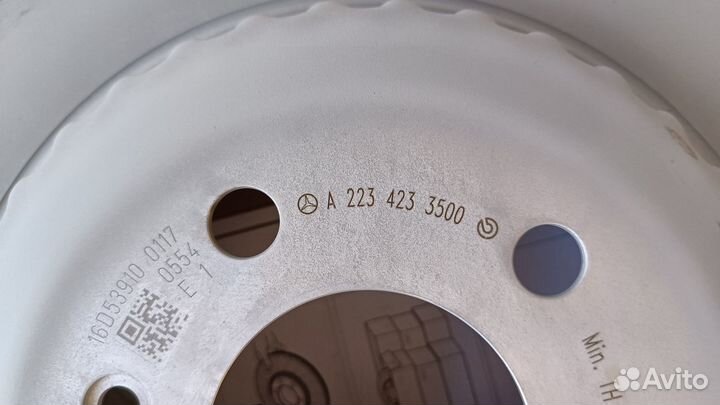 A 223 423 3500
16D53910 0117
0554
E 1
Min. TH
Avito